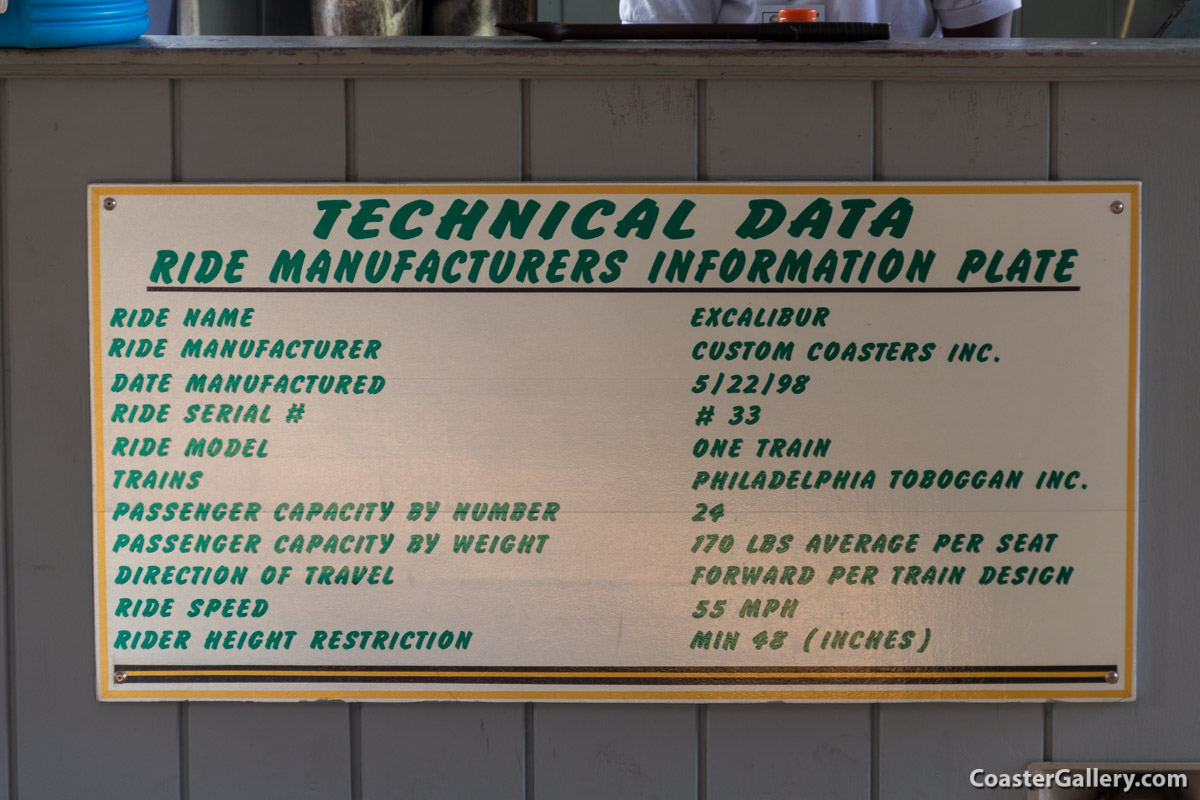 TECHNICAL DATA
RIDE MANUFACTURERS INFORMATION PLATE
RIDE NAME EXCALIBUR
RIDE MANUFACTURER CUSTOM COASTERS INC.
DATE MANUFACTURED 5/22/98
RIDE SERIAL # # 33
RIDE MODEL ONE TRAIN
TRAINS PHILADELPHIA TOBOGGAN INC.
PASSENGER CAPACITY BY NUMBER 24
PASSENGER CAPACITY BY WEIGHT 170 LBS AVERAGE PER SEAT
DIRECTION OF TRAVEL FORWARD PER TRAIN DESIGN
RIDE SPEED 55 MPH
RIDER HEIGHT RESTRICTION MIN 48 (INCHES)
CoasterGallery.com